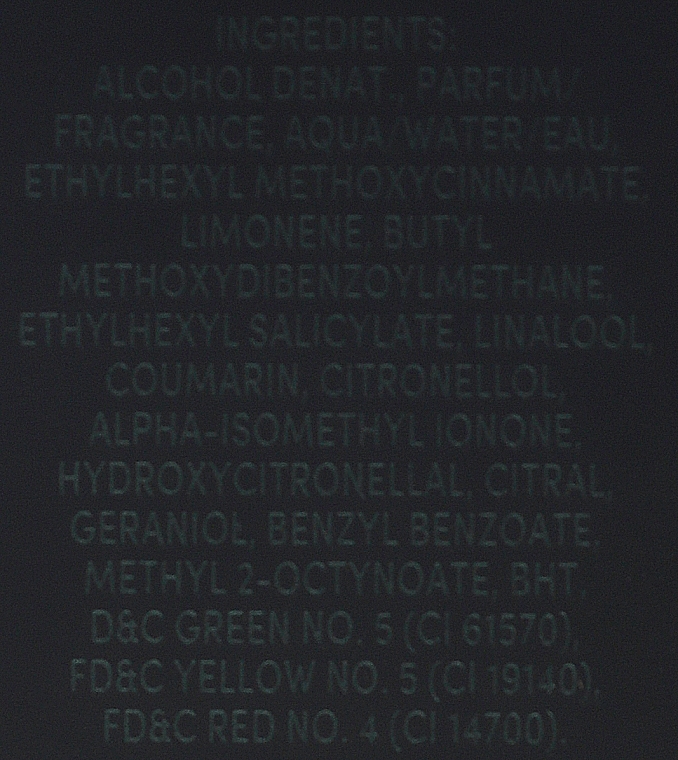 INGREDIENTS:
ALCOHOL DENAT., PARFUM/
FRAGRANCE, AQUA/WATER/EAU,
ETHYLHEXYL METHOXYCINNAMATE,
LIMONENE, BUTYL
METHOXYDIBENZOYLMETHANE,
ETHYLHEXYL SALICYLATE, LINALOOL,
COUMARIN, CITRONELLOL,
ALPHA-ISOMETHYL IONONE,
HYDROXYCITRONELLAL, CITRAL,
GERANIOL, BENZYL BENZOATE,
METHYL 2-OCTYNOATE, BHT,
D&C GREEN NO. 5 (CI 61570),
FD&C YELLOW NO. 5 (CI 19140),
FD&C RED NO. 4 (CI 14700).